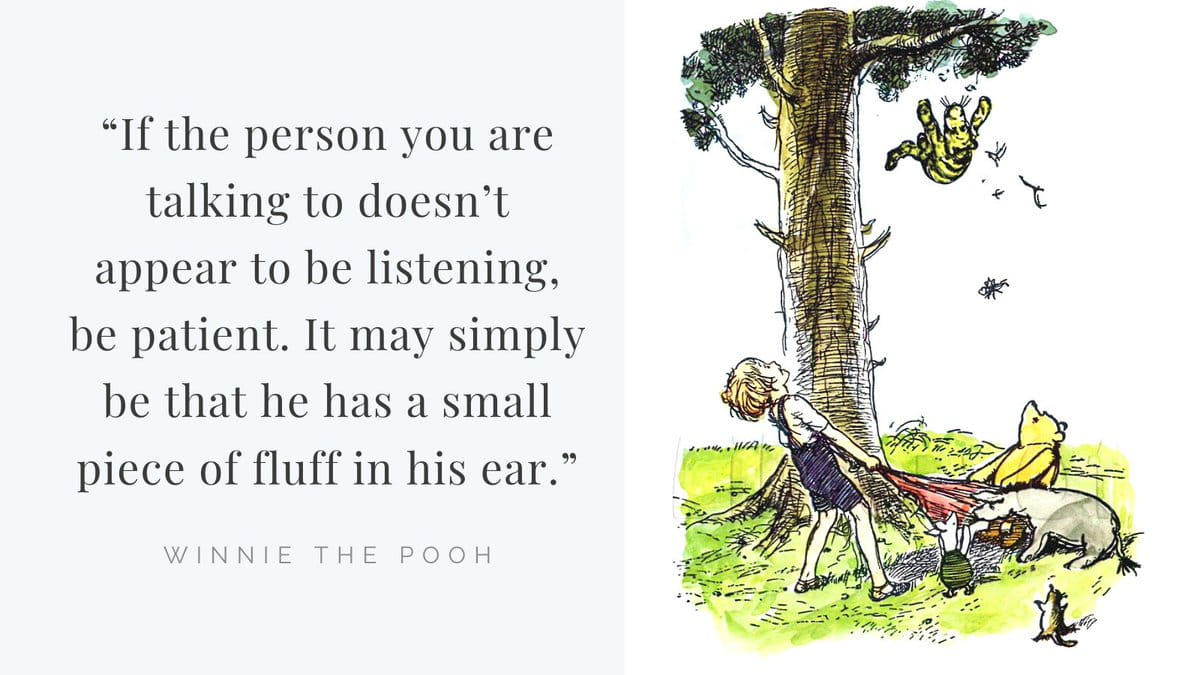 “If the person you are
talking to doesn’t
appear to be listening,
be patient. It may simply
be that he has a small
piece of fluff in his ear.”
WINNIE THE POOH